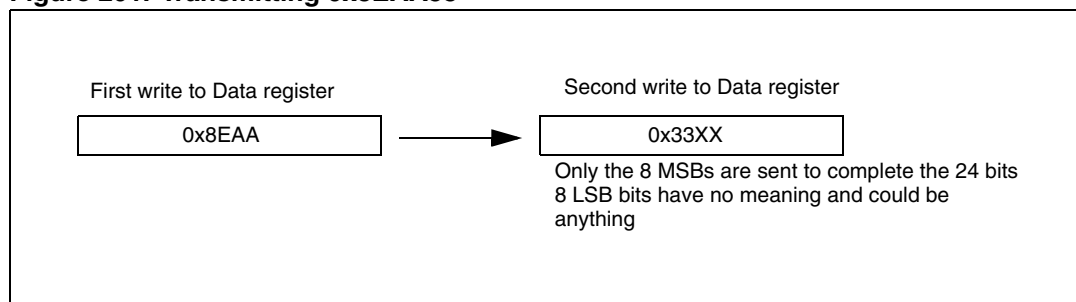 First write to Data register
0x8EAA
Second write to Data register
0x33XX
Only the 8 MSBs are sent to complete the 24 bits
8 LSB bits have no meaning and could be
anything